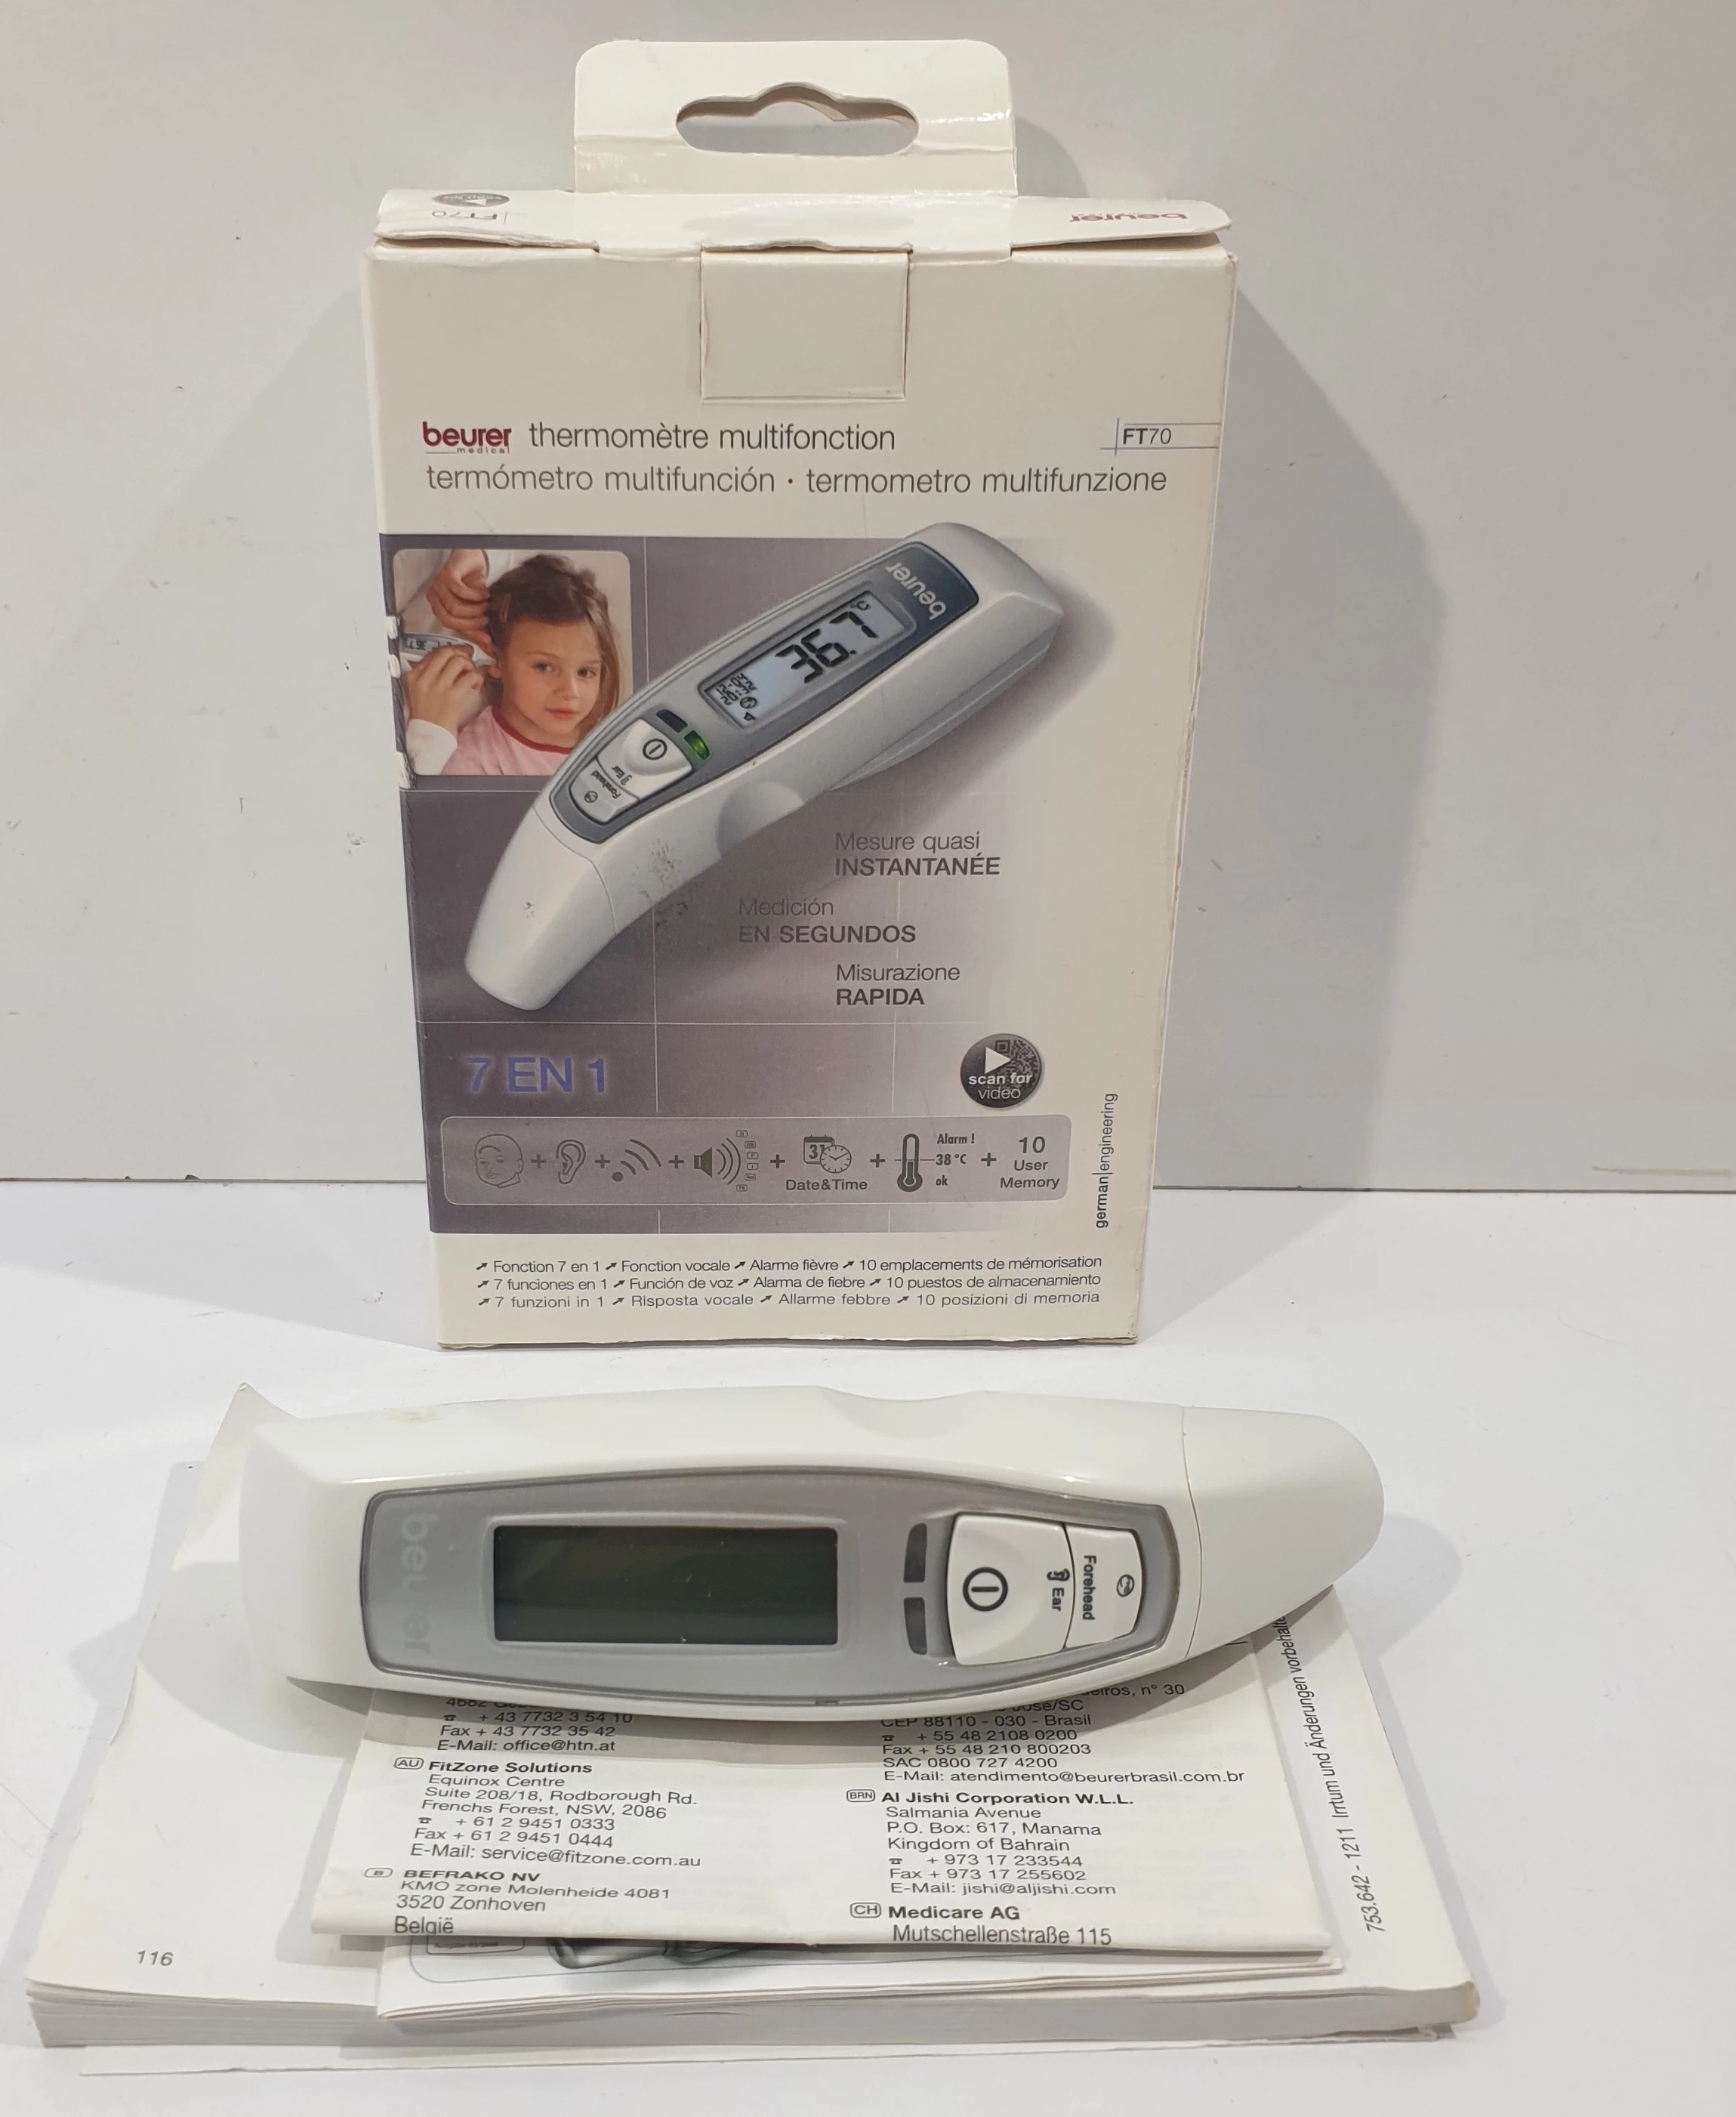 FT70
beurer
beurer thermomètre multifonction
medical
FT70
termómetro multifunción · termometro multifunzione
beurer
36.7 °C
Ear
Forehead
Mesure quasi
INSTANTANÉE
Medición
EN SEGUNDOS
Misurazione
RAPIDA
7 EN 1
scan for
video
german|engineering
31
Date&Time
Alarm !
38 °C
ok
10
User
Memory
Fonction 7 en 1 Fonction vocale Alarme fièvre 10 emplacements de mémorisation
7 funciones en 1 Función de voz Alarma de fiebre 10 puestos de almacenamiento
7 funzioni in 1 Risposta vocale Allarme febbre 10 posizioni di memoria
beurer
Ear
Forehead
+ 43 7732 3 54 10
Fax + 43 7732 35 42
E-Mail: office@htn.at
AU FitZone Solutions
Equinox Centre
Suite 208/18, Rodborough Rd.
Frenchs Forest, NSW, 2086
+ 61 2 9451 0333
Fax + 61 2 9451 0444
E-Mail: service@fitzone.com.au
B BEFRAKO NV
KMO zone Molenheide 4081
3520 Zonhoven
België
n° 30
CEP 88110 - 030 - Brasil
+ 55 48 2108 0200
Fax + 55 48 210 800203
SAC 0800 727 4200
E-Mail: atendimento@beurerbrasil.com.br
BRN Al Jishi Corporation W.L.L.
Salmania Avenue
P.O. Box: 617, Manama
Kingdom of Bahrain
+ 973 17 233544
Fax + 973 17 255602
E-Mail: jishi@aljishi.com
CH Medicare AG
Mutschellenstraße 115
116
753.642 - 1211 Irrtum und Änderungen